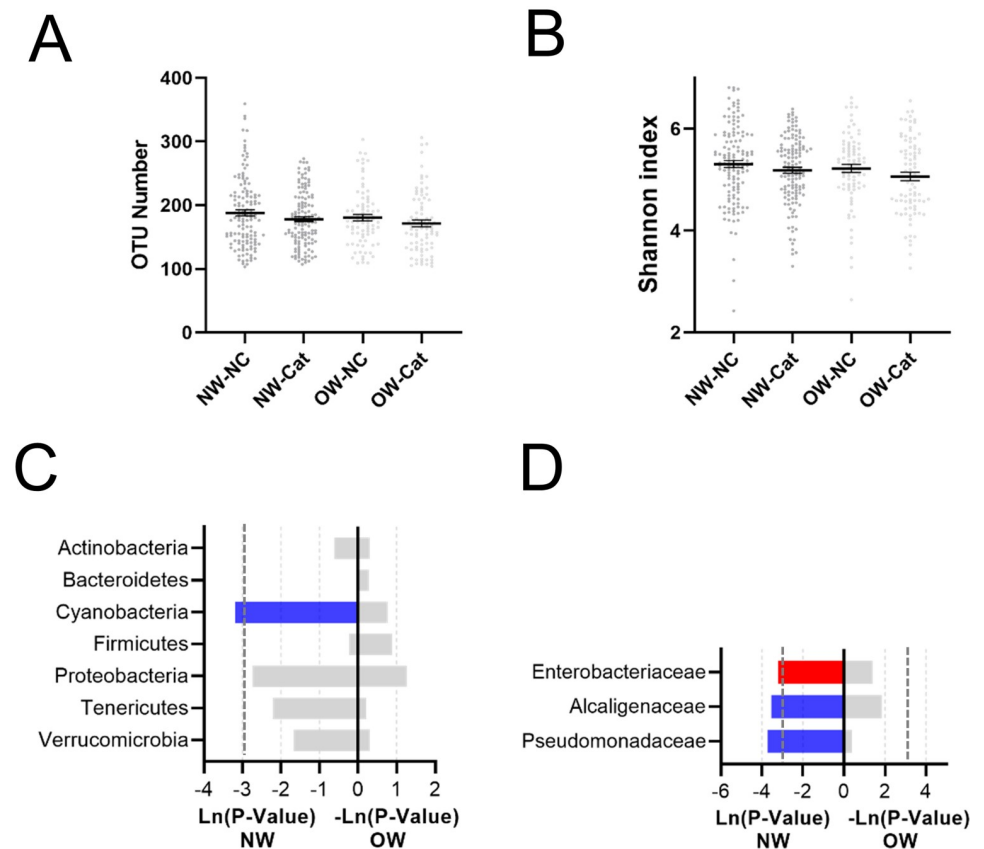 A
B
OTU Number
400
300
200
100
0
NW-NC
NW-Cat
OW-NC
OW-Cat
Shannon index
6
4
2
NW-NC
NW-Cat
OW-NC
OW-Cat
C
D
Actinobacteria
Bacteroidetes
Cyanobacteria
Firmicutes
Proteobacteria
Tenericutes
Verrucomicrobia
-4 -3 -2 -1 0 1 2
Ln(P-Value) -Ln(P-Value)
NW OW
Enterobacteriaceae
Alcaligenaceae
Pseudomonadaceae
-6 -4 -2 0 2 4
Ln(P-Value) -Ln(P-Value)
NW OW